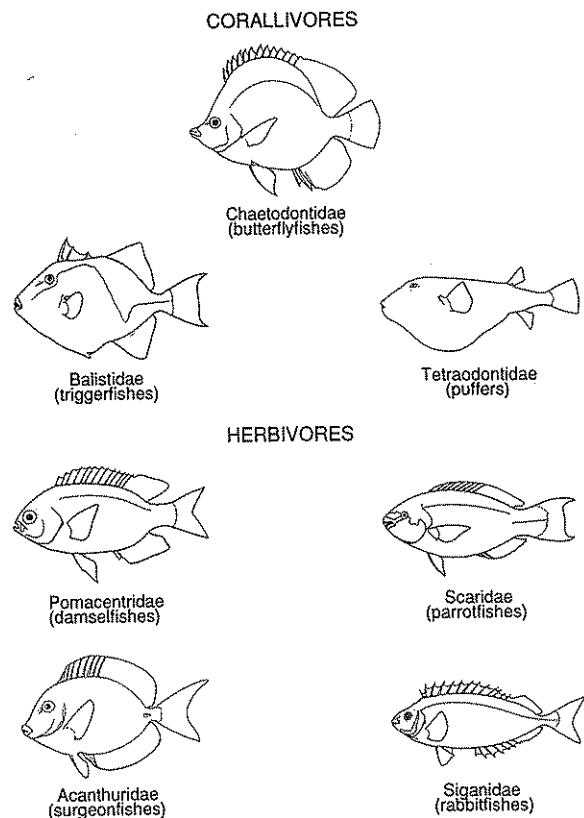 CORALLIVORES
Chaetodontidae
(butterflyfishes)
Balistidae
(triggerfishes)
Tetraodontidae
(puffers)
HERBIVORES
Pomacentridae
(damselfishes)
Scaridae
(parrotfishes)
Acanthuridae
(surgeonfishes)
Siganidae
(rabbitfishes)